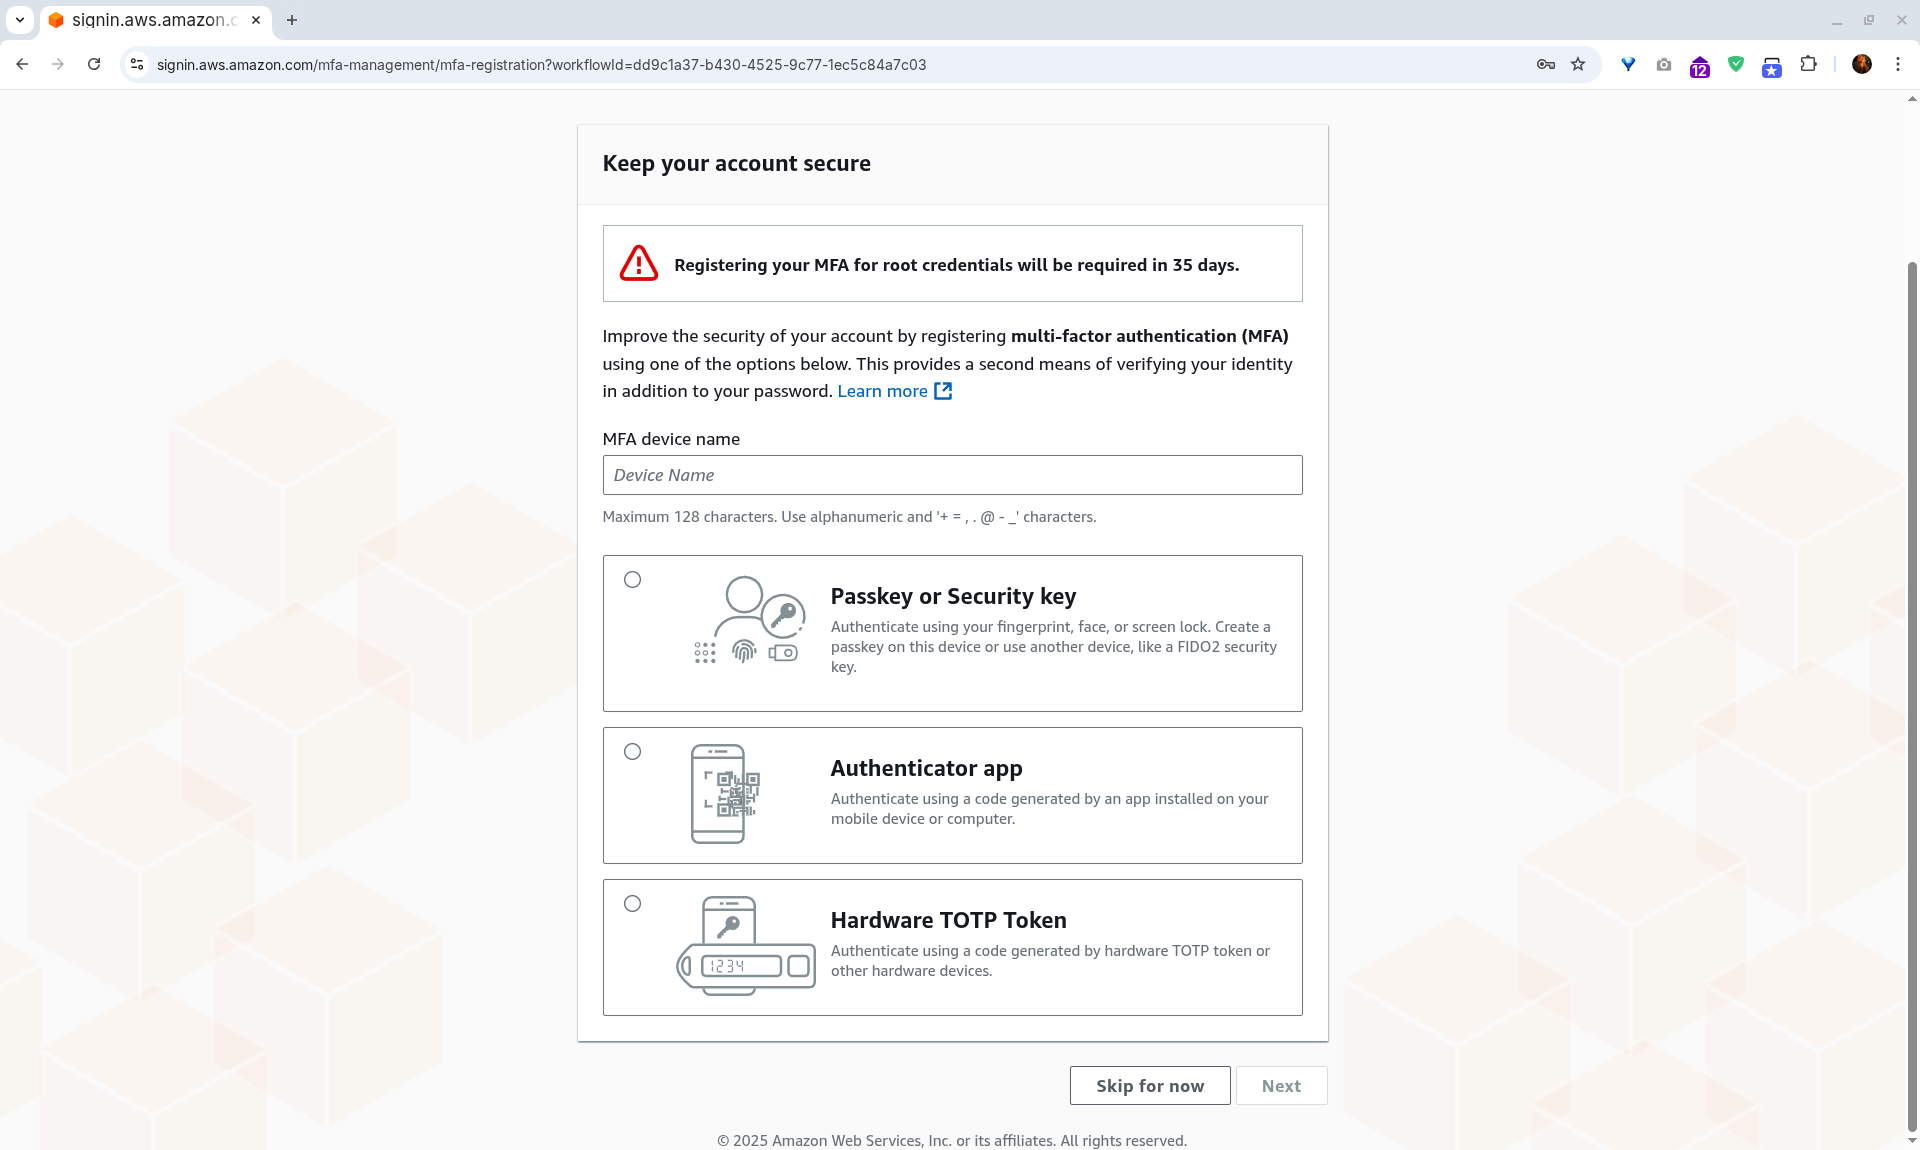 signin.aws.amazon.c
signin.aws.amazon.com/mfa-management/mfa-registration?workflowId=dd9c1a37-b430-4525-9c77-1ec5c84a7c03
12
Keep your account secure
Registering your MFA for root credentials will be required in 35 days.
Improve the security of your account by registering multi-factor authentication (MFA)
using one of the options below. This provides a second means of verifying your identity
in addition to your password. Learn more
MFA device name
Device Name
Maximum 128 characters. Use alphanumeric and '+ = , . @ - _' characters.
Passkey or Security key
Authenticate using your fingerprint, face, or screen lock. Create a
passkey on this device or use another device, like a FIDO2 security
key.
Authenticator app
Authenticate using a code generated by an app installed on your
mobile device or computer.
1234
Hardware TOTP Token
Authenticate using a code generated by hardware TOTP token or
other hardware devices.
Skip for now
Next
© 2025 Amazon Web Services, Inc. or its affiliates. All rights reserved.